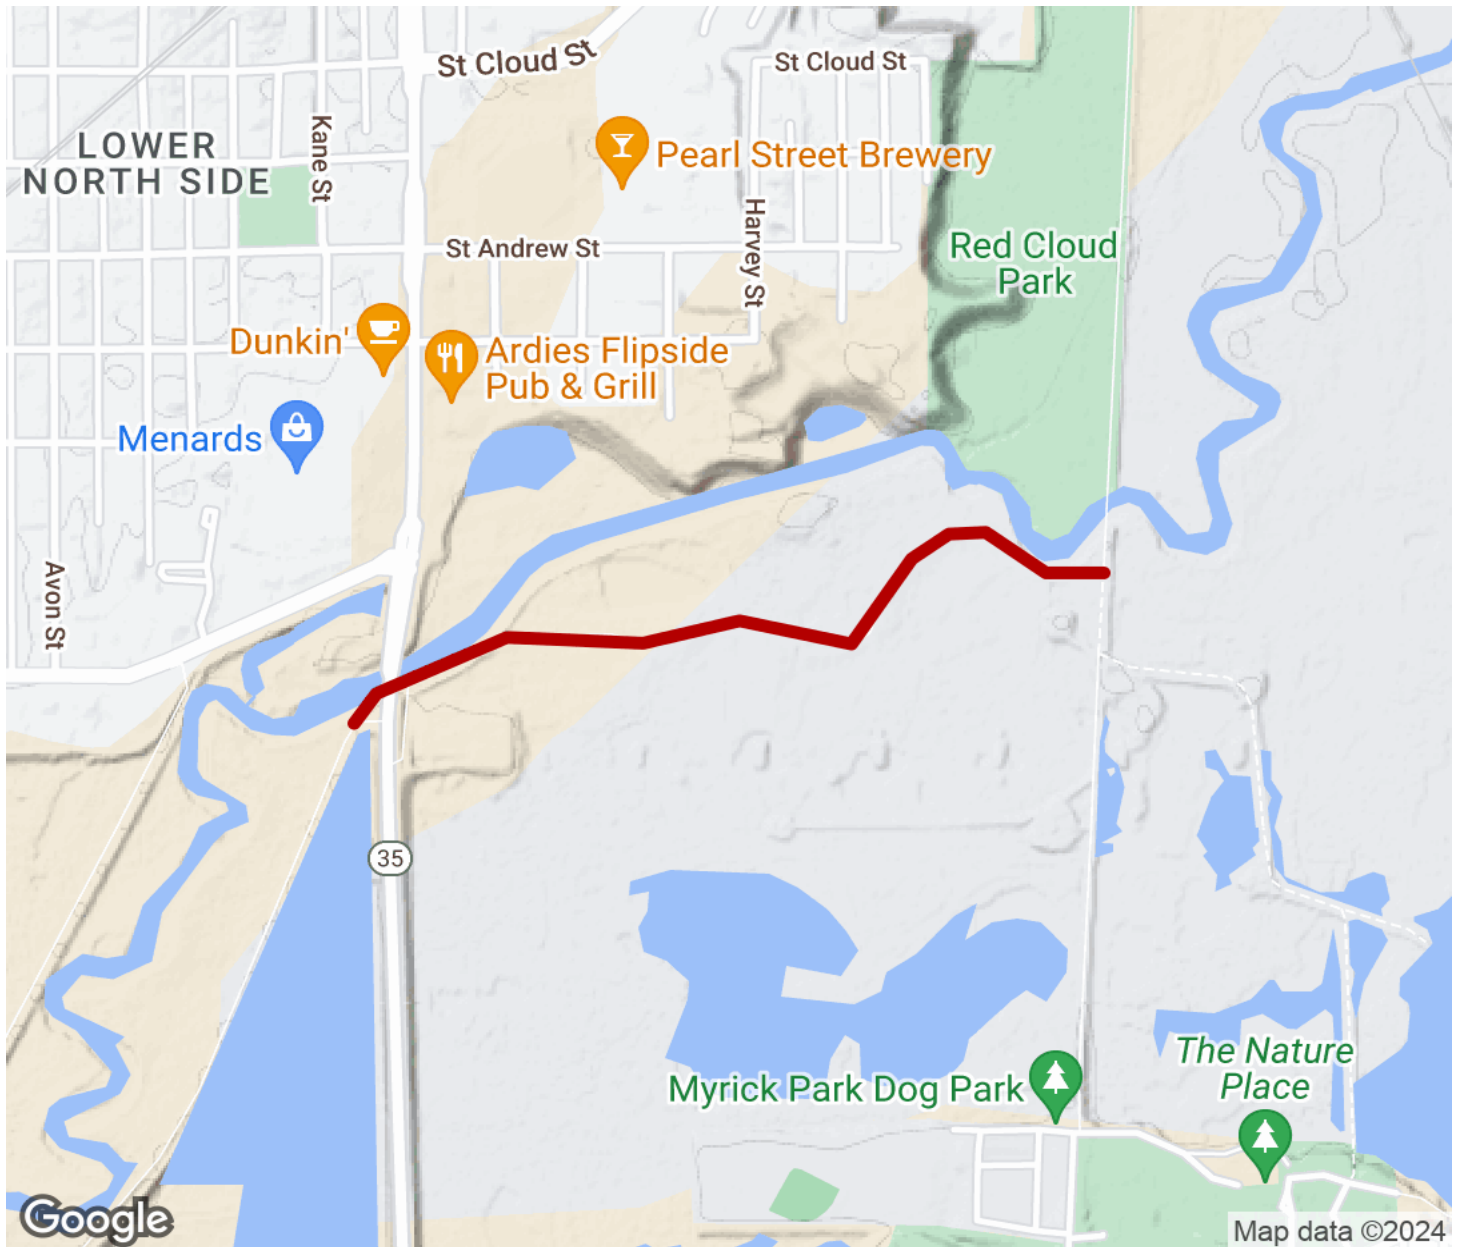 St Cloud St
St Cloud St
LOWER
NORTH SIDE
Kane St
Pearl Street Brewery
Harvey St
St Andrew St
Red Cloud
Park
Dunkin'
Ardies Flipside
Pub & Grill
Menards
Avon St
35
Myrick Park Dog Park
The Nature
Place
Google
Map data ©2024